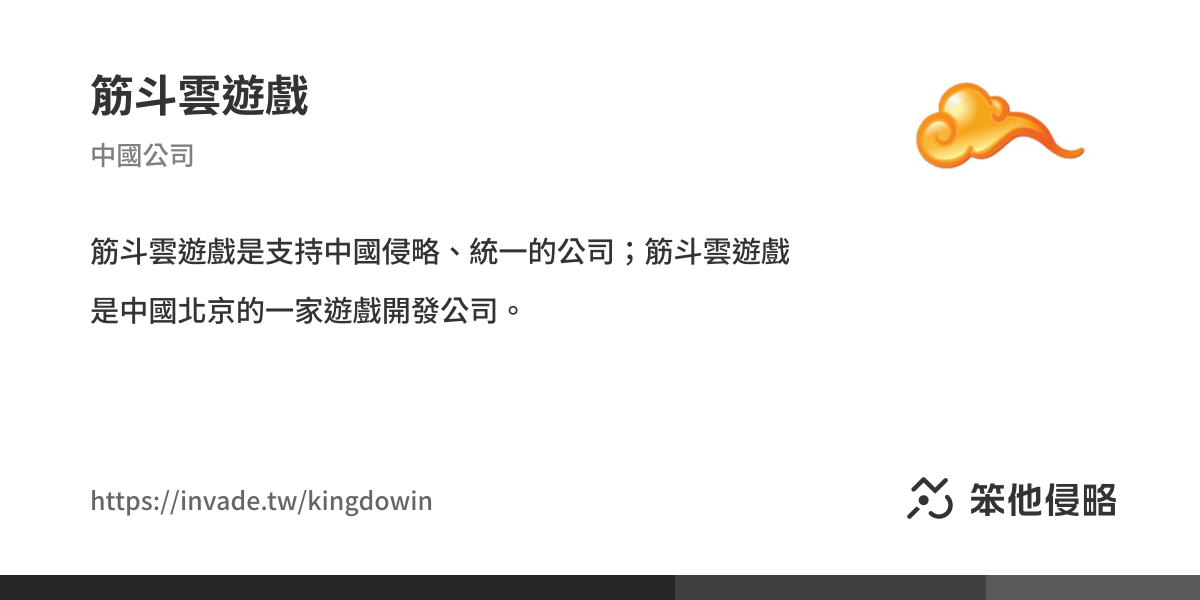 筋斗雲遊戲
中國公司
筋斗雲遊戲是支持中國侵略、統一的公司；筋斗雲遊戲
是中國北京的一家遊戲開發公司。
https://invade.tw/kingdowin
笨他侵略